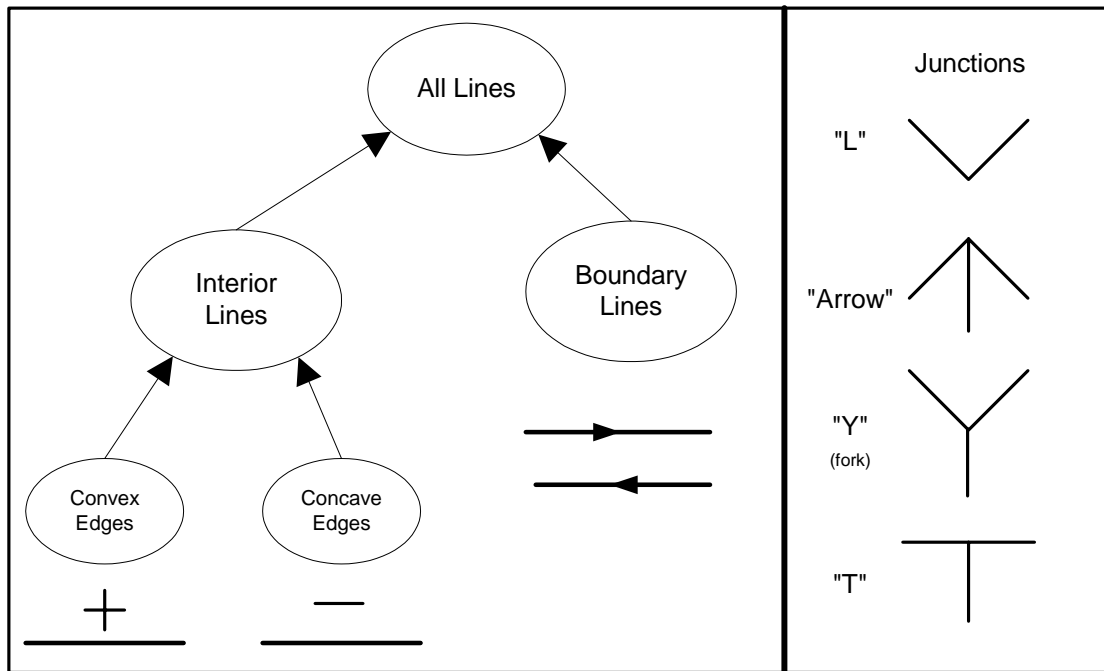 All Lines
Interior
Lines
Boundary
Lines
Convex
Edges
Concave
Edges
+
−
Junctions
"L"
"Arrow"
"Y"
(fork)
"T"